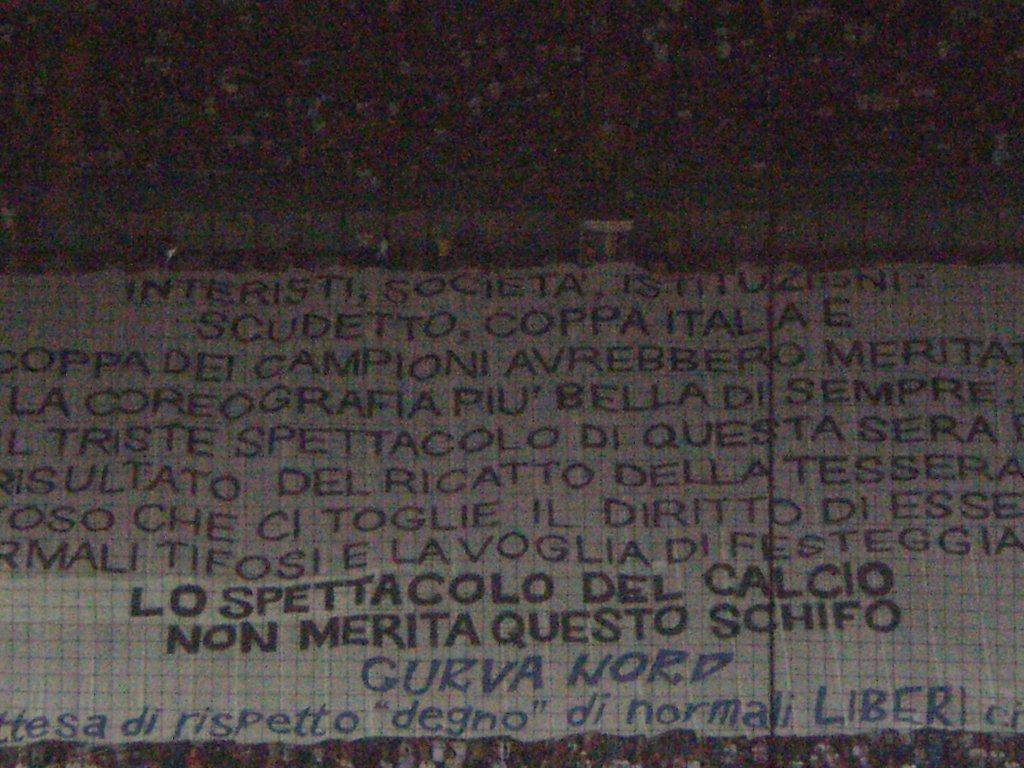 INTERISTI, SOCIETA, ISTITUZIONI:
SCUDETTO, COPPA ITALIA E
COPPA DEI CAMPIONI AVREBBERO MERITAT
LA COREOGRAFIA PIU' BELLA DI SEMPRE.
IL TRISTE SPETTACOLO DI QUESTA SERA E
RISULTATO DEL RICATTO DELLA TESSERA
TOSO CHE CI TOGLIE IL DIRITTO DI ESSE
RMALI TIFOSI E LA VOGLIA DI FESTEGGIA
LO SPETTACOLO DEL CALCIO
NON MERITA QUESTO SCHIFO
CURVA NORD
ttesa di rispetto "degno" di normali LIBERI ci